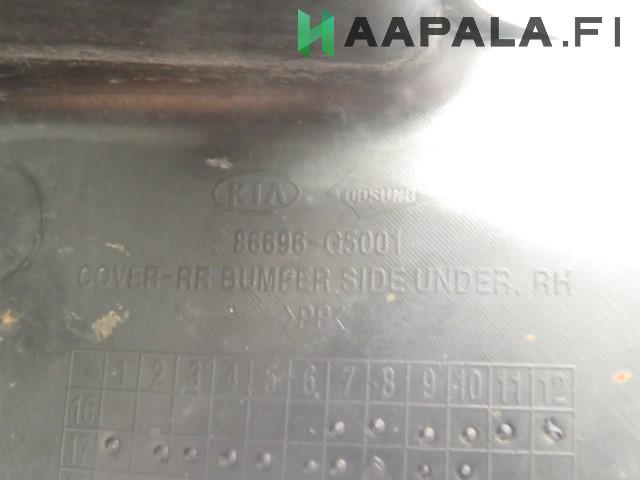 HAAPALA.FI
KIA
86696-G5001
COVER-RR BUMPER SIDE UNDER, RH
>PP<
1 2 3 4 5 6 7 8 9 10 11 12
16
17